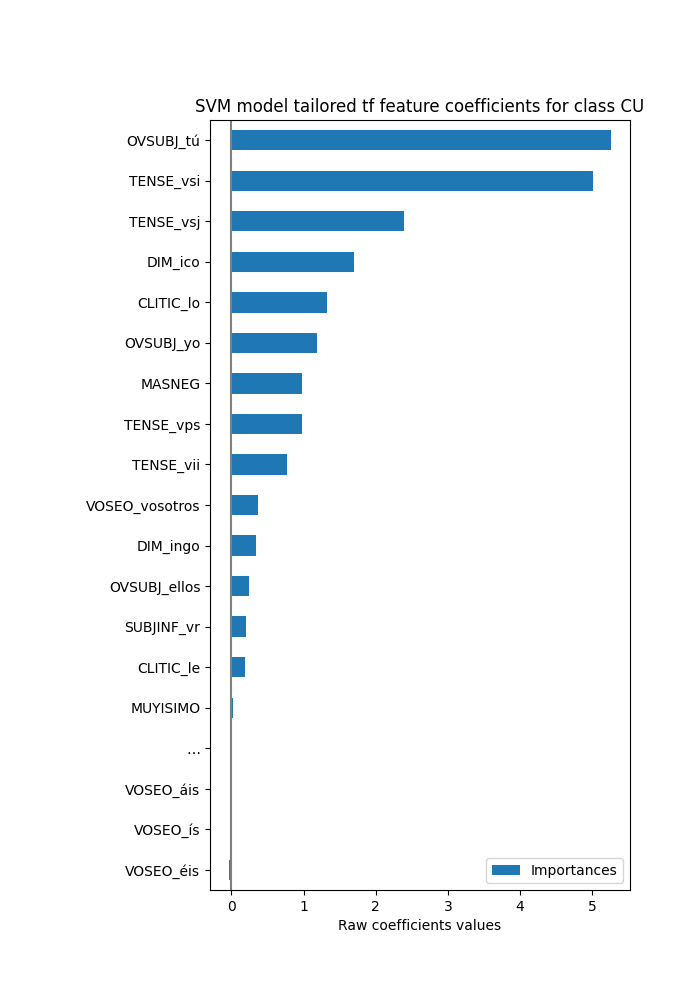 SVM model tailored tf feature coefficients for class CU
OVSUBJ_tú
TENSE_vsi
TENSE_vsj
DIM_ico
CLITIC_lo
OVSUBJ_yo
MASNEG
TENSE_vps
TENSE_vii
VOSEO_vosotros
DIM_ingo
OVSUBJ_ellos
SUBJINF_vr
CLITIC_le
MUYISIMO
...
VOSEO_áis
VOSEO_ís
VOSEO_éis
Importances
0 1 2 3 4 5
Raw coefficients values